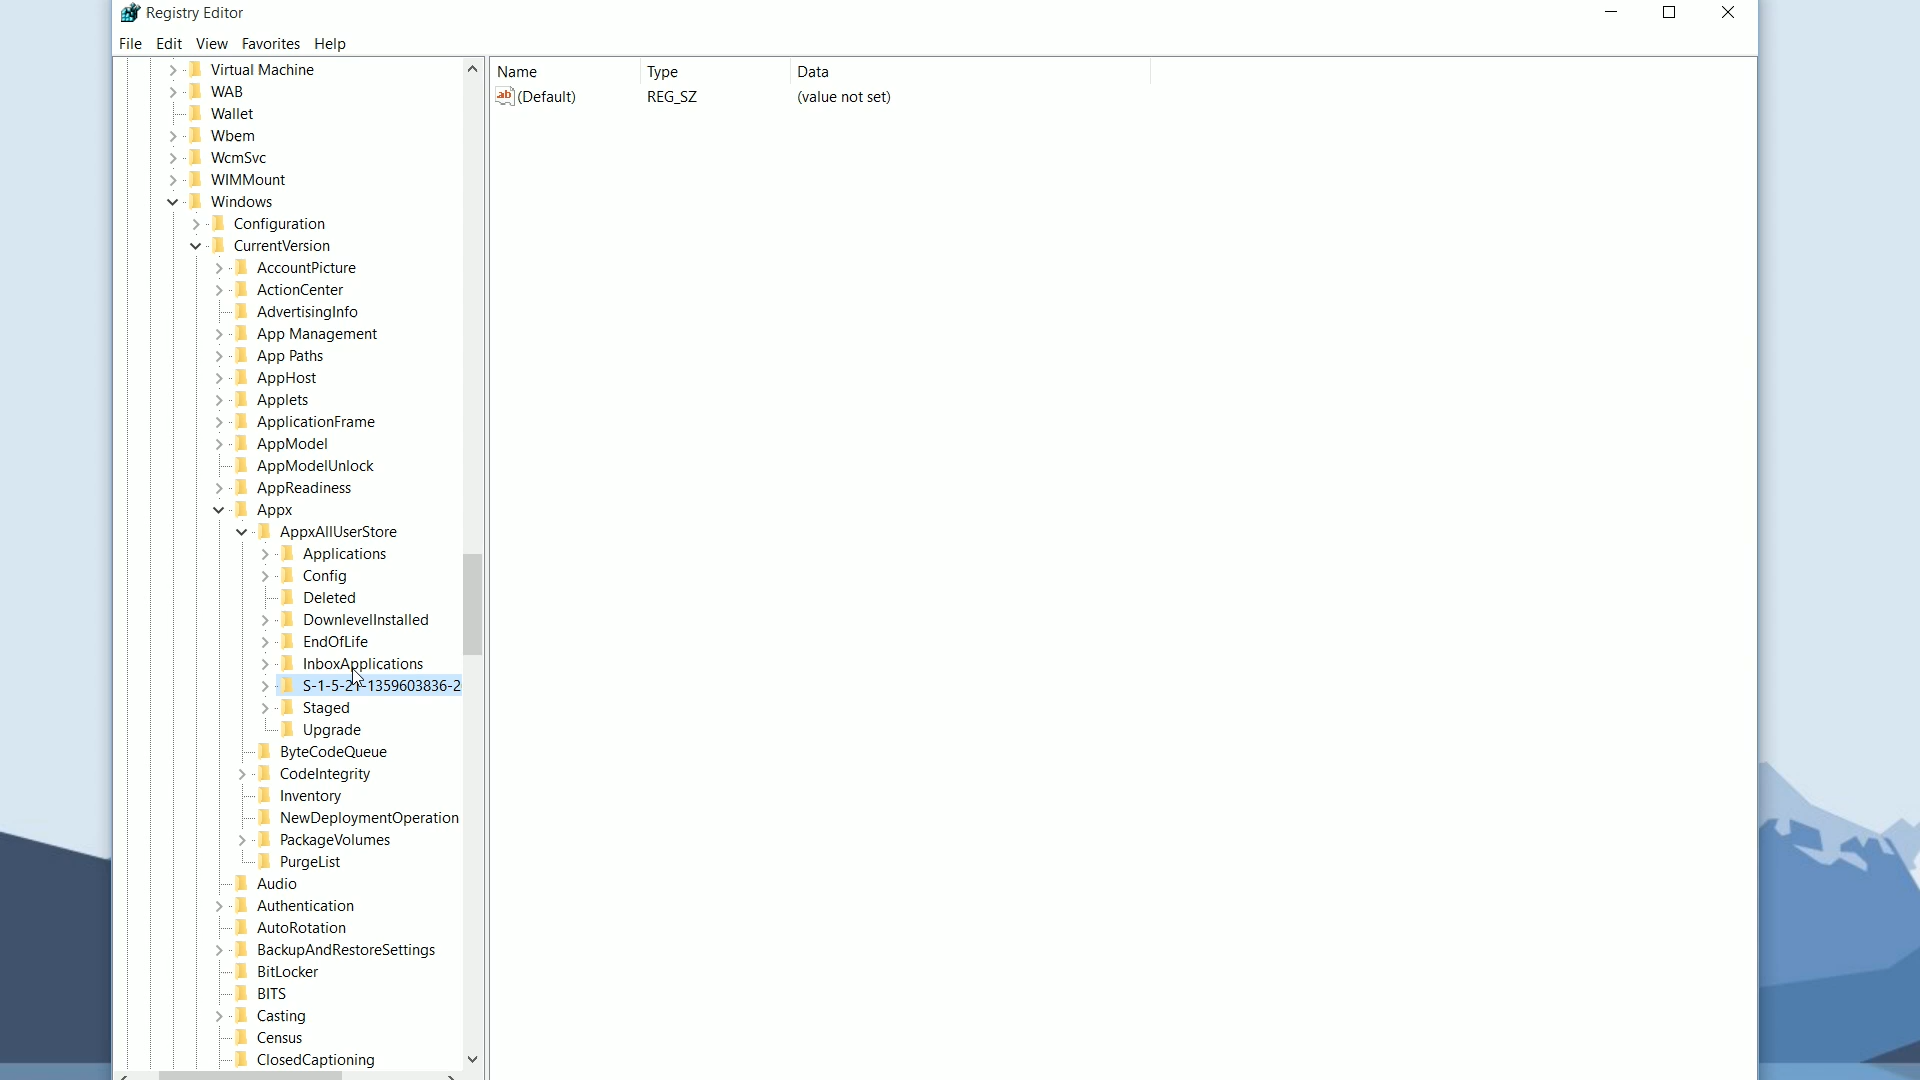 Registry Editor
File Edit View Favorites Help
Virtual Machine
WAB
Wallet
Wbem
WcmSvc
WIMMount
Windows
Configuration
CurrentVersion
AccountPicture
ActionCenter
AdvertisingInfo
App Management
App Paths
AppHost
Applets
ApplicationFrame
AppModel
AppModelUnlock
AppReadiness
Appx
AppxAllUserStore
Applications
Config
Deleted
DownlevelInstalled
EndOfLife
InboxApplications
S-1-5-21-1359603836-2
Staged
Upgrade
ByteCodeQueue
CodeIntegrity
Inventory
NewDeploymentOperation
PackageVolumes
PurgeList
Audio
Authentication
AutoRotation
BackupAndRestoreSettings
BitLocker
BITS
Casting
Census
ClosedCaptioning
Name Type Data
ab (Default) REG_SZ (value not set)